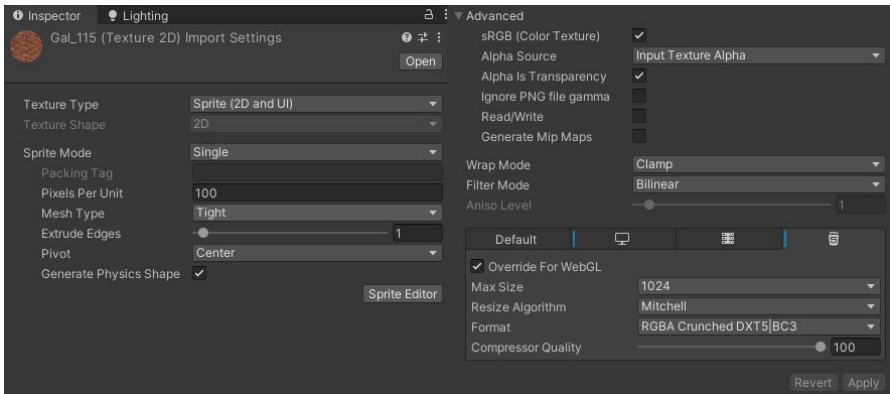 Inspector
Lighting
Gal_115 (Texture 2D) Import Settings
Open
Texture Type Sprite (2D and UI)
Texture Shape 2D
Sprite Mode Single
Packing Tag
Pixels Per Unit 100
Mesh Type Tight
Extrude Edges 1
Pivot Center
Generate Physics Shape
Sprite Editor
Advanced
sRGB (Color Texture)
Alpha Source Input Texture Alpha
Alpha Is Transparency
Ignore PNG file gamma
Read/Write
Generate Mip Maps
Wrap Mode Clamp
Filter Mode Bilinear
Aniso Level 1
Default
Override For WebGL
Max Size 1024
Resize Algorithm Mitchell
Format RGBA Crunched DXT5|BC3
Compressor Quality 100
Revert Apply